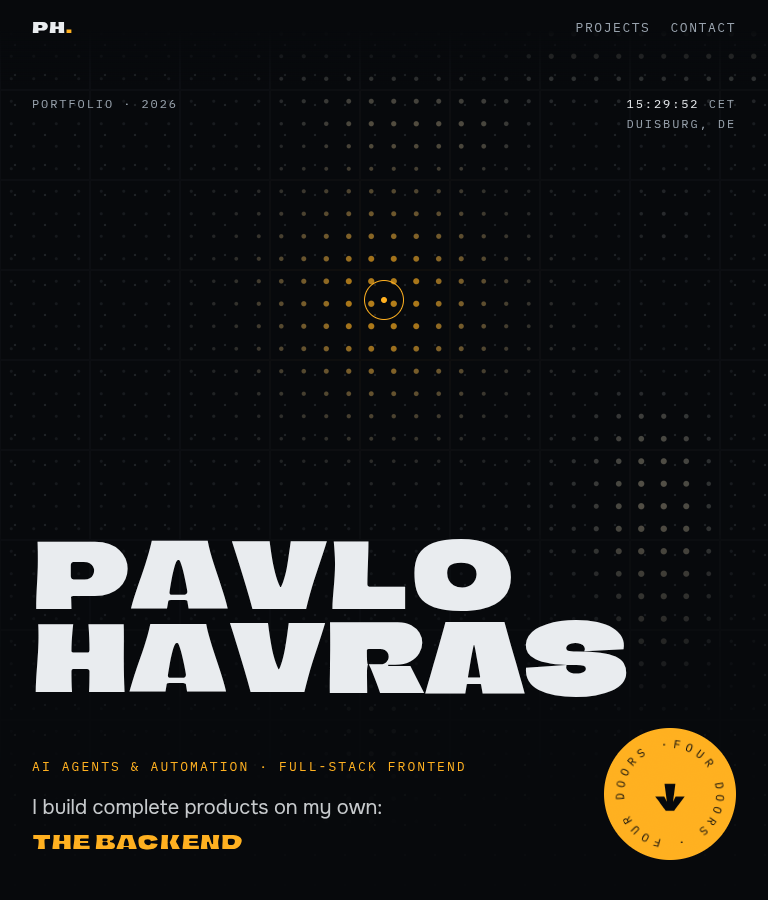 PH.
PROJECTS CONTACT
PORTFOLIO · 2026
15:29:52 CET
DUISBURG, DE
PAVLO
HAVRAS
AI AGENTS & AUTOMATION · FULL-STACK FRONTEND
I build complete products on my own:
THE BACKEND
FOUR DOORS · FOUR DOORS ·